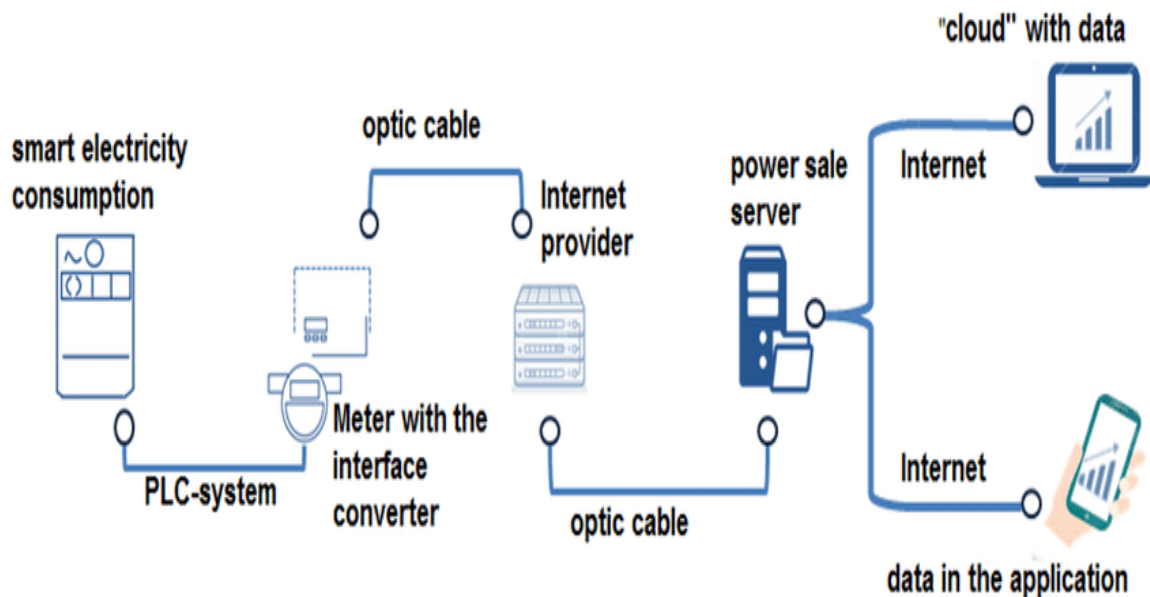 "cloud" with data
optic cable
smart electricity
consumption
power sale
server
Internet
Internet
provider
Meter with the
interface
converter
PLC-system
optic cable
Internet
data in the application